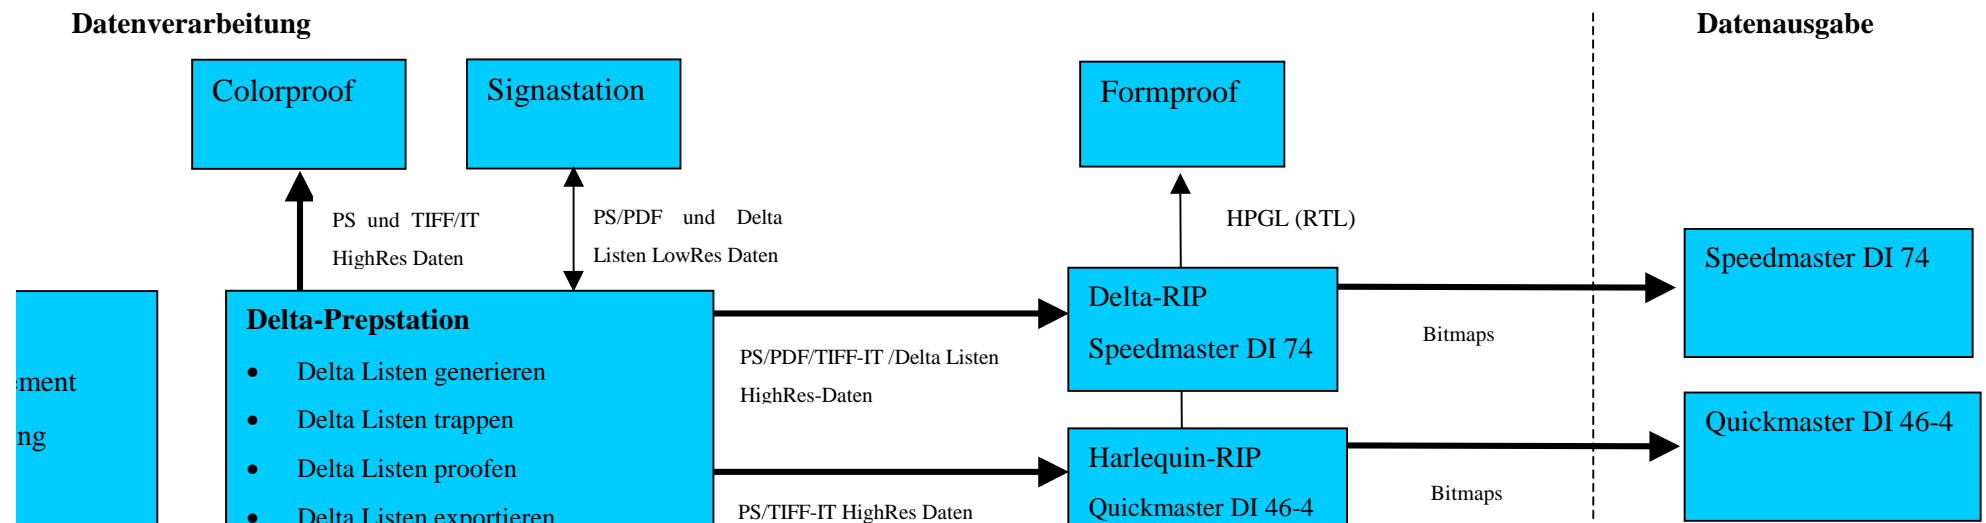 Datenverarbeitung
Datenausgabe
Colorproof
Signastation
Formproof
PS und TIFF/IT
HighRes Daten
PS/PDF und Delta
Listen LowRes Daten
HPGL (RTL)
Speedmaster DI 74
ement
ng
Delta-Prepstation
• Delta Listen generieren
• Delta Listen trappen
• Delta Listen proofen
• Delta Listen exportieren
PS/PDF/TIFF-IT /Delta Listen
HighRes-Daten
Delta-RIP
Speedmaster DI 74
Bitmaps
Quickmaster DI 46-4
Harlequin-RIP
Quickmaster DI 46-4
Bitmaps
PS/TIFF-IT HighRes Daten